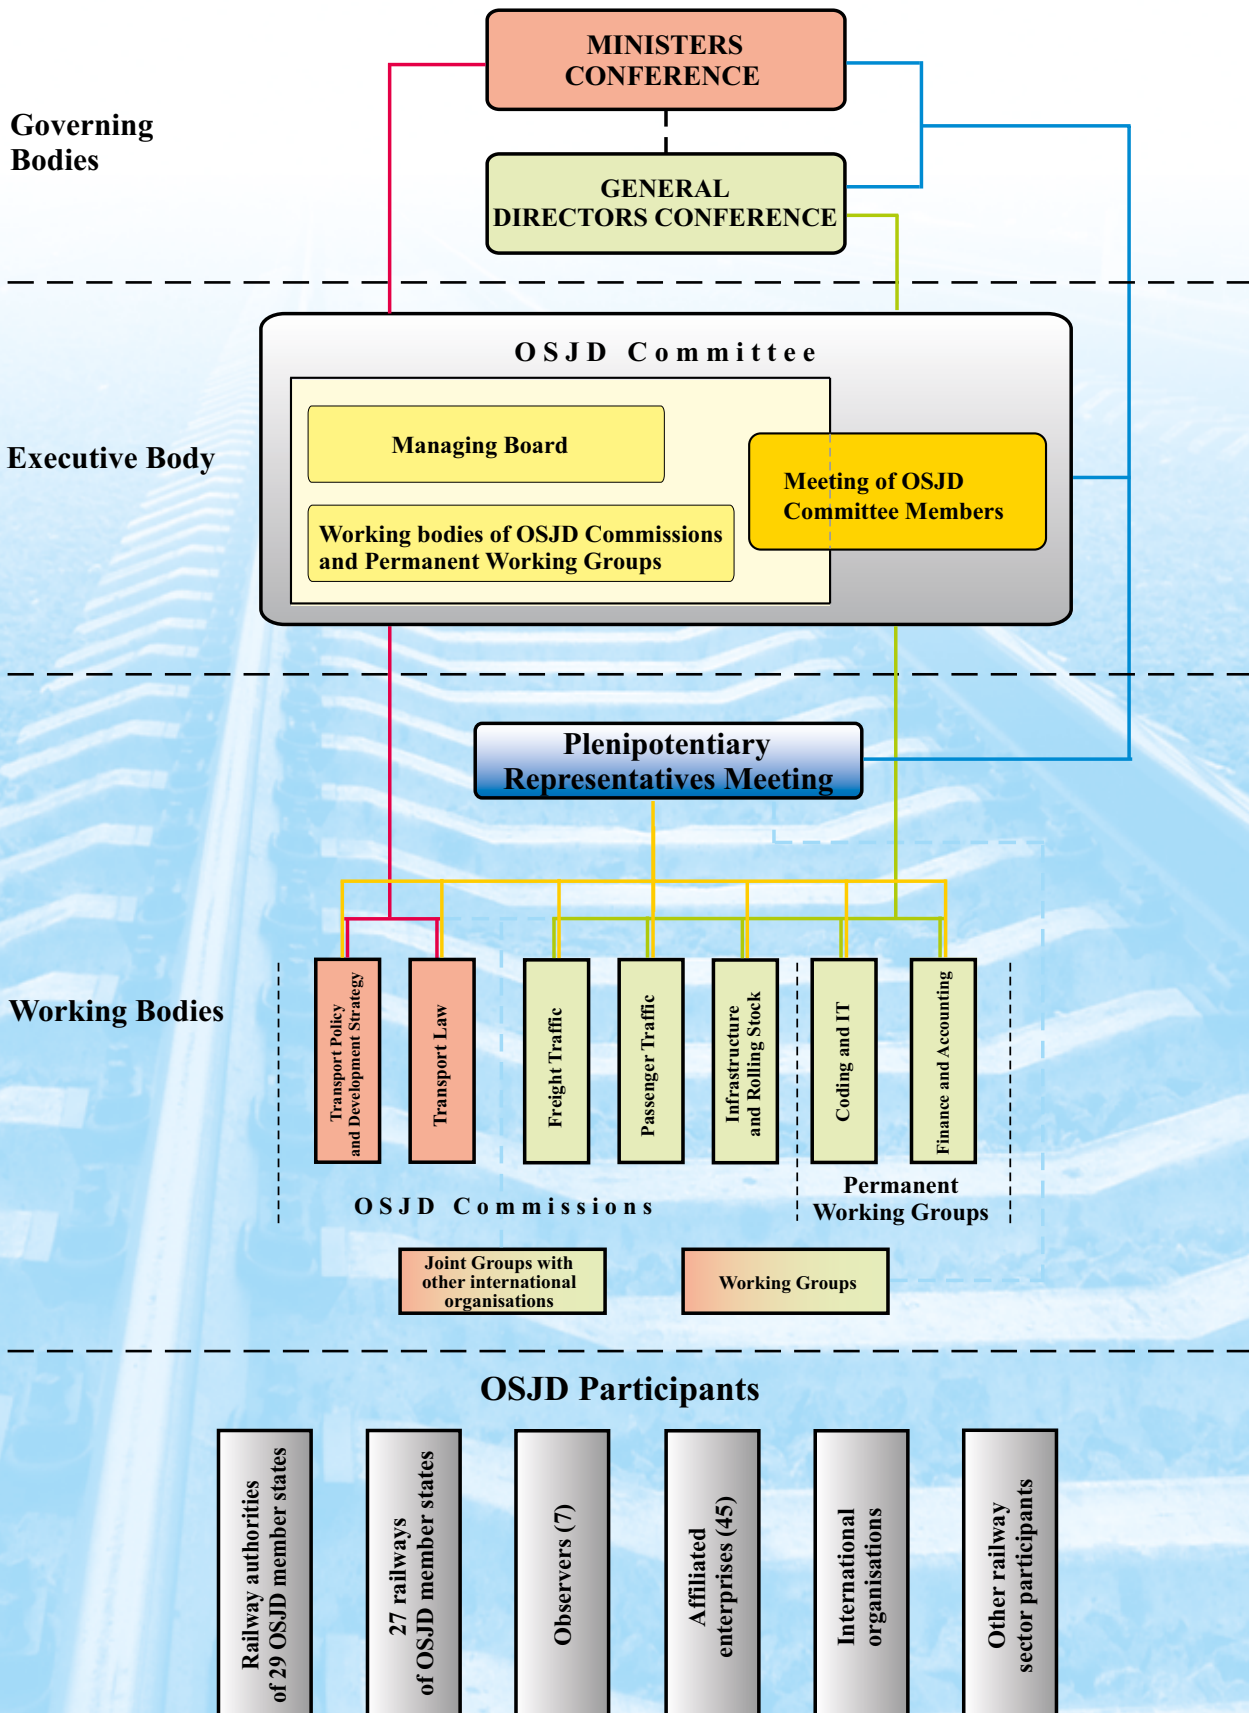 MINISTERS
CONFERENCE
Governing
Bodies
GENERAL
DIRECTORS CONFERENCE
OSJD Committee
Managing Board
Executive Body
Meeting of OSJD
Committee Members
Working bodies of OSJD Commissions
and Permanent Working Groups
Plenipotentiary
Representatives Meeting
Working Bodies
Transport Policy
and Development Strategy
Transport Law
Freight Traffic
Passenger Traffic
Infrastructure
and Rolling Stock
Coding and IT
Finance and Accounting
OSJD Commissions
Permanent
Working Groups
Joint Groups with
other international
organisations
Working Groups
OSJD Participants
Railway authorities
of 29 OSJD member states
27 railways
of OSJD member states
Observers (7)
Affiliated
enterprises (45)
International
organisations
Other railway
sector participants